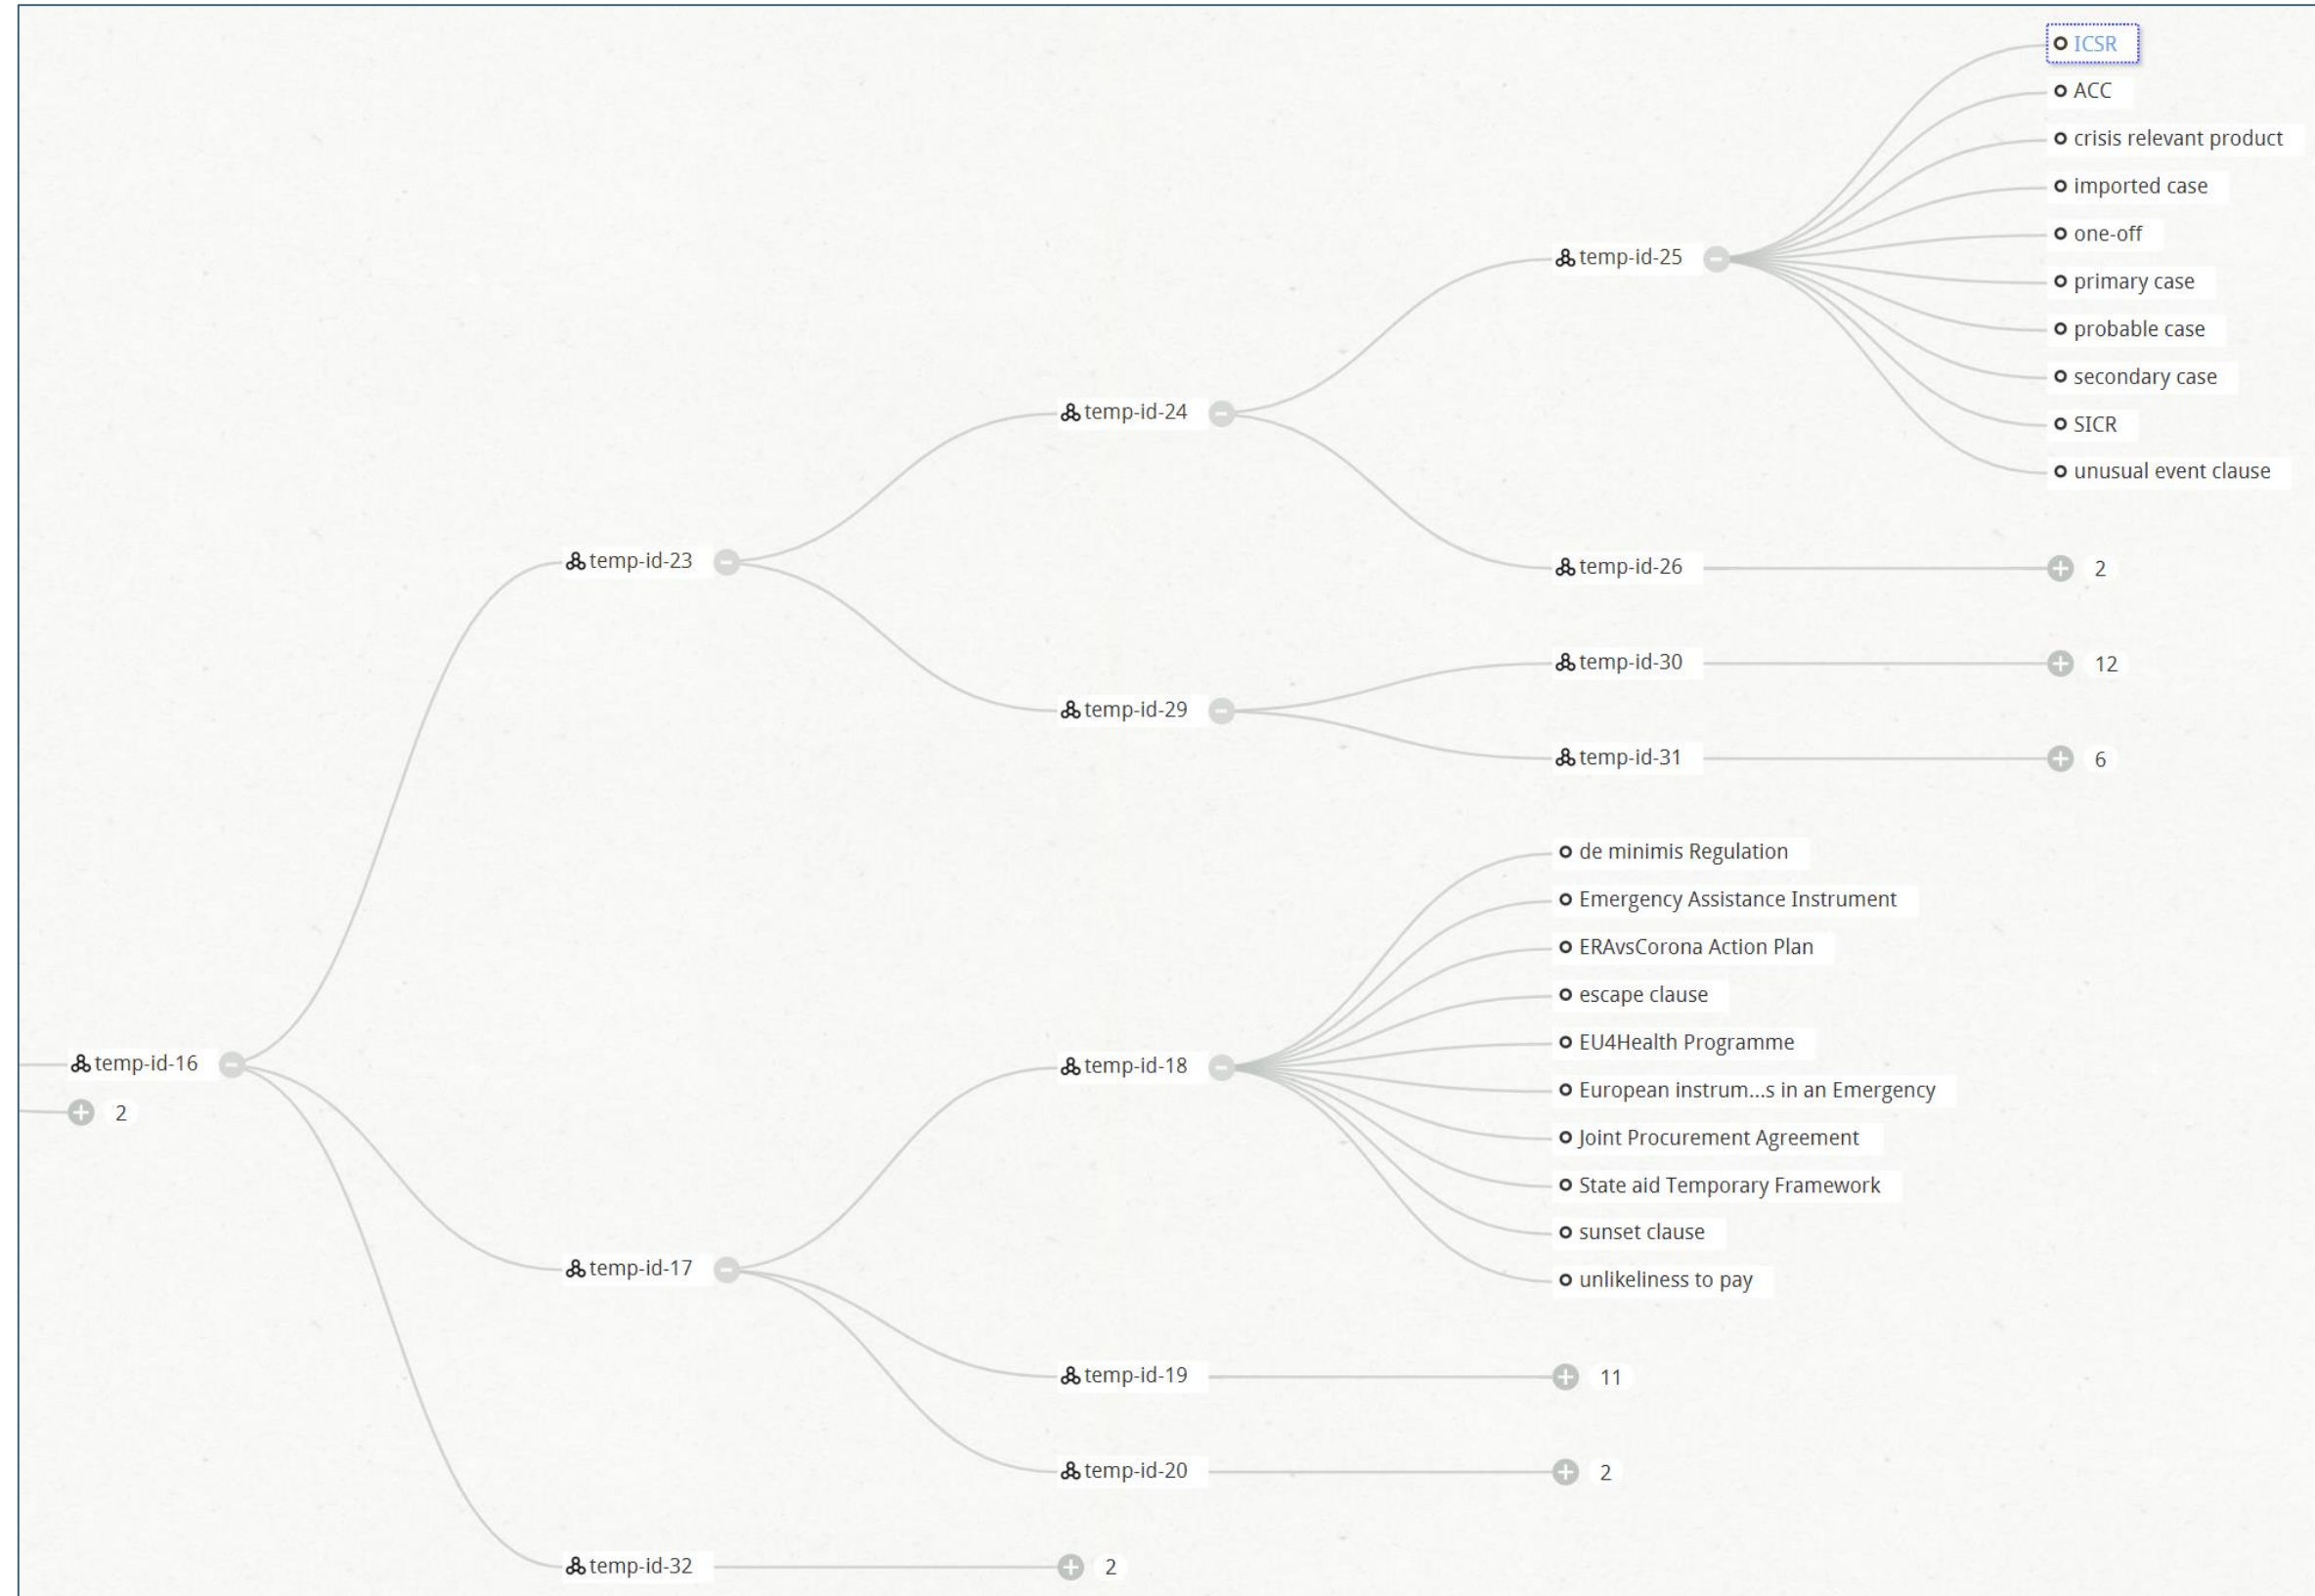 ICSR
ACC
crisis relevant product
imported case
one-off
temp-id-25
primary case
probable case
secondary case
temp-id-24
SICR
unusual event clause
temp-id-23
temp-id-26
2
temp-id-30
12
temp-id-29
temp-id-31
6
de minimis Regulation
Emergency Assistance Instrument
ERAvsCorona Action Plan
escape clause
EU4Health Programme
temp-id-16
temp-id-18
European instrum...s in an Emergency
2
Joint Procurement Agreement
State aid Temporary Framework
sunset clause
temp-id-17
unlikeliness to pay
temp-id-19
11
temp-id-20
2
temp-id-32
2